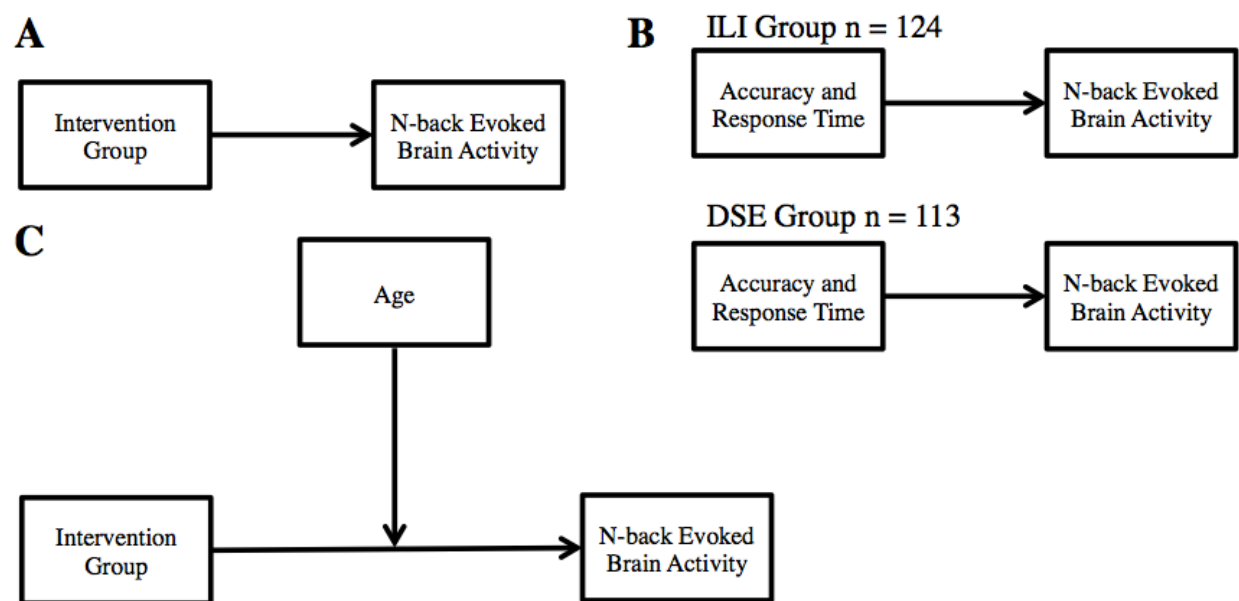 A
Intervention
Group
N-back Evoked
Brain Activity
B
ILI Group n = 124
Accuracy and
Response Time
N-back Evoked
Brain Activity
DSE Group n = 113
Accuracy and
Response Time
N-back Evoked
Brain Activity
C
Age
Intervention
Group
N-back Evoked
Brain Activity